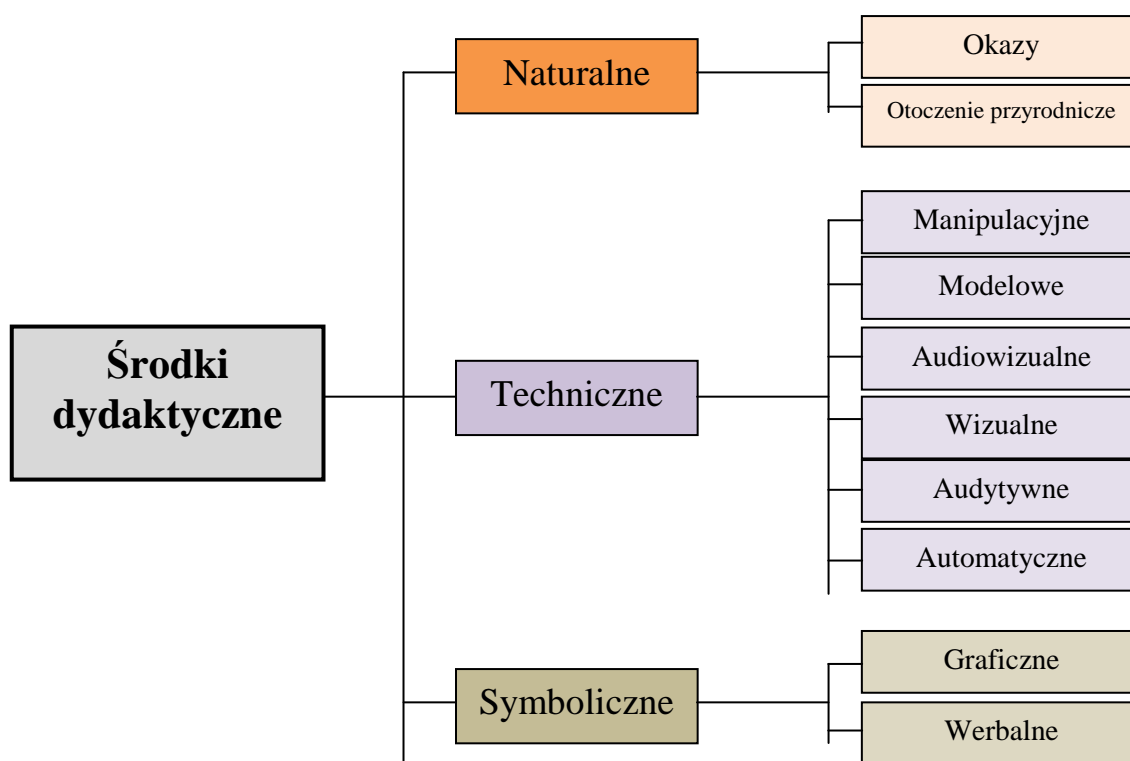 Środki
dydaktyczne
Naturalne
Okazy
Otoczenie przyrodnicze
Techniczne
Manipulacyjne
Modelowe
Audiowizualne
Wizualne
Audytywne
Automatyczne
Symboliczne
Graficzne
Werbalne